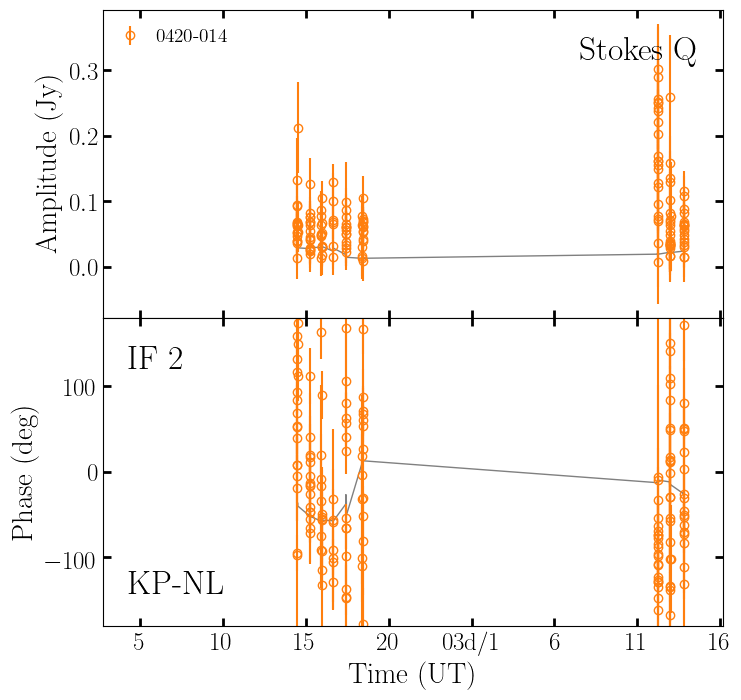 0420-014
Stokes Q
Amplitude (Jy)
0.3
0.2
0.1
0.0
IF 2
Phase (deg)
100
0
−100
KP-NL
5 10 15 20 03d/1 6 11 16
Time (UT)